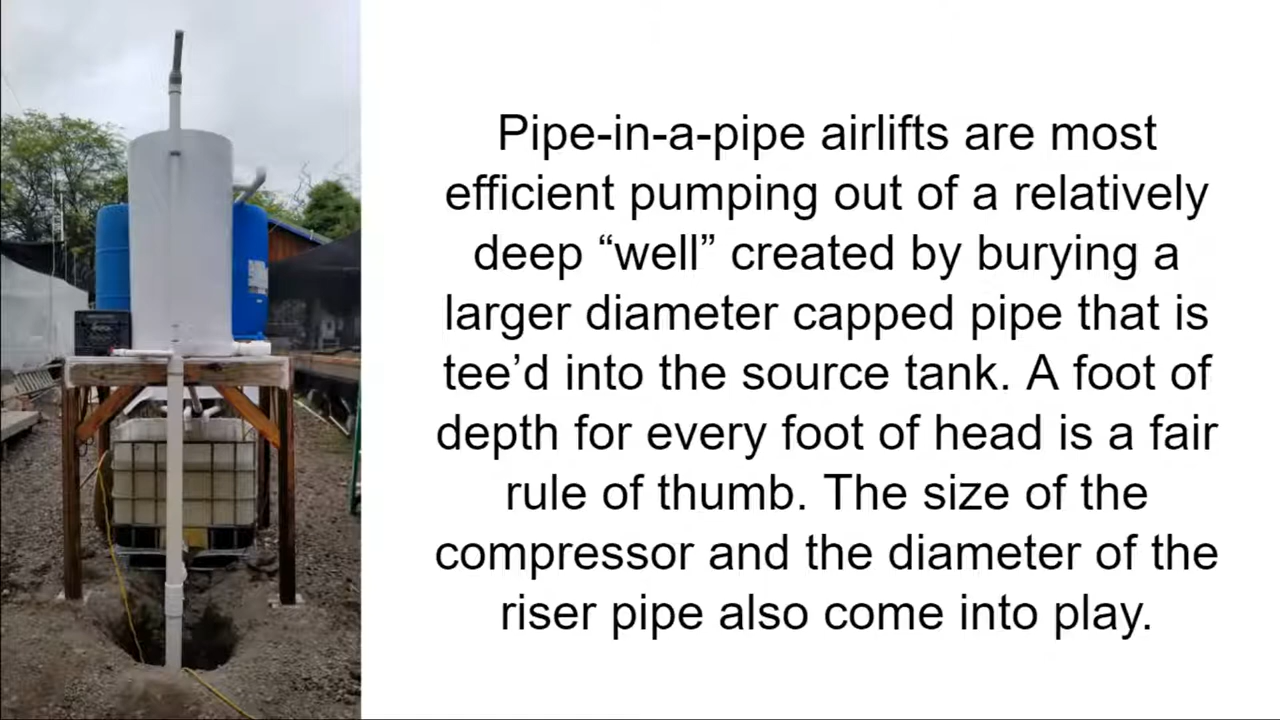 Pipe-in-a-pipe airlifts are most
efficient pumping out of a relatively
deep “well” created by burying a
larger diameter capped pipe that is
tee’d into the source tank. A foot of
depth for every foot of head is a fair
rule of thumb. The size of the
compressor and the diameter of the
riser pipe also come into play.